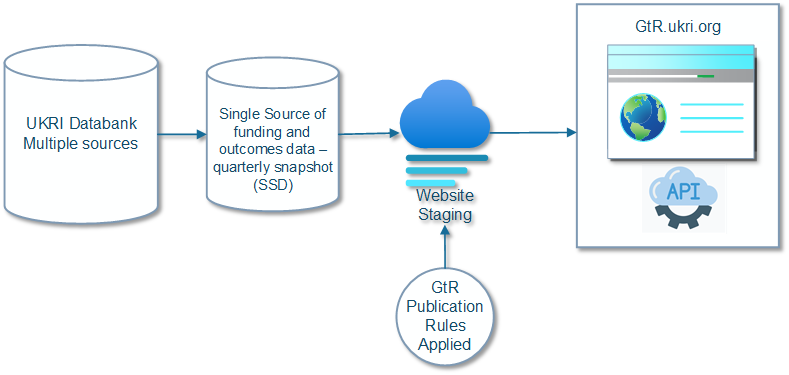 UKRI Databank
Multiple sources
Single Source of
funding and
outcomes data –
quarterly snapshot
(SSD)
Website
Staging
GtR
Publication
Rules
Applied
GtR.ukri.org
API